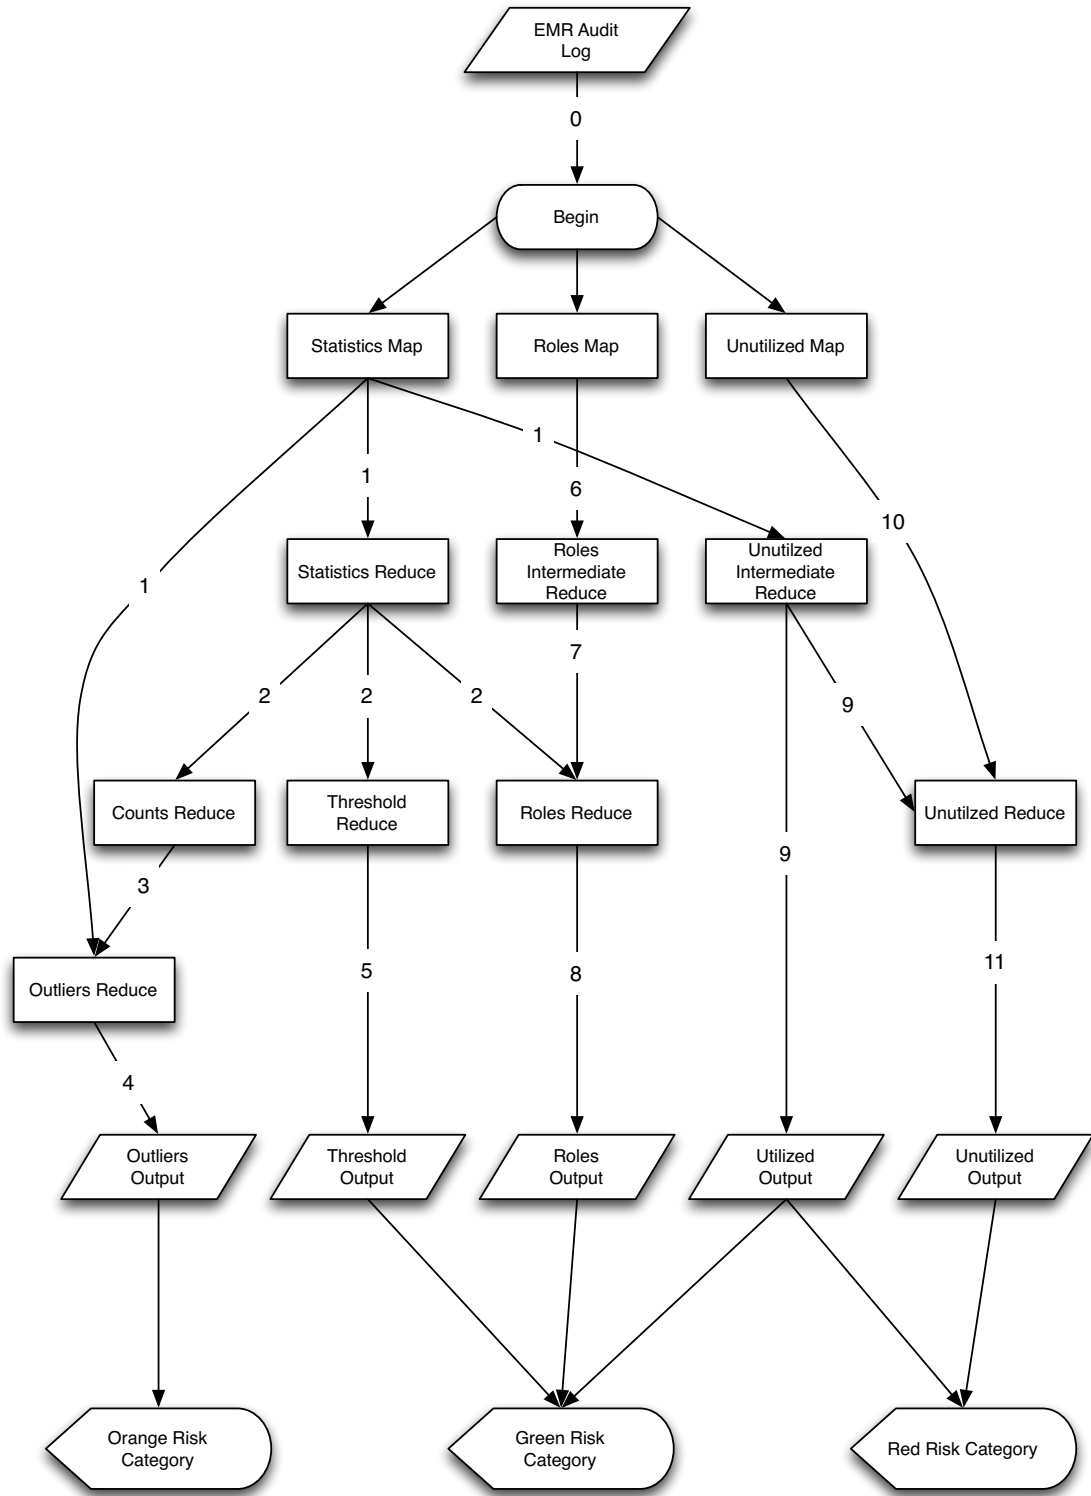 EMR Audit
Log
0
Begin
Statistics Map
Roles Map
Unutilized Map
1
1
6
10
1
Statistics Reduce
Roles
Intermediate
Reduce
Unutilzed
Intermediate
Reduce
2
2
2
7
9
Counts Reduce
Threshold
Reduce
Roles Reduce
Unutilzed Reduce
3
9
Outliers Reduce
5
8
11
4
Outliers
Output
Threshold
Output
Roles
Output
Utilized
Output
Unutilized
Output
Orange Risk
Category
Green Risk
Category
Red Risk Category